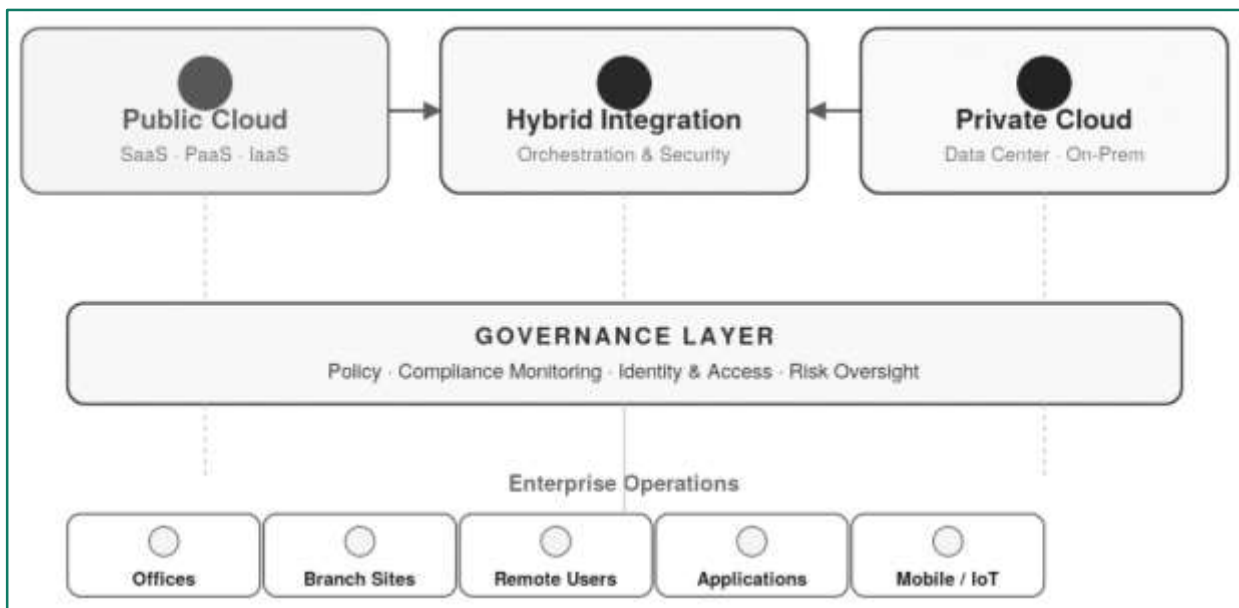 Public Cloud
SaaS · PaaS · IaaS
Hybrid Integration
Orchestration & Security
Private Cloud
Data Center · On-Prem
GOVERNANCE LAYER
Policy · Compliance Monitoring · Identity & Access · Risk Oversight
Enterprise Operations
Offices
Branch Sites
Remote Users
Applications
Mobile / IoT